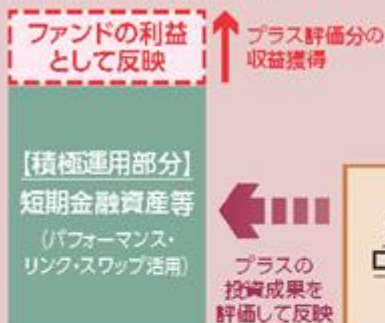 ファンドの利益
として反映
プラス評価分の
収益獲得
【積極運用部分】
短期金融資産等
(パフォーマンス・
リンク・スワップ活用)
プラスの
投資成果を
評価して反映